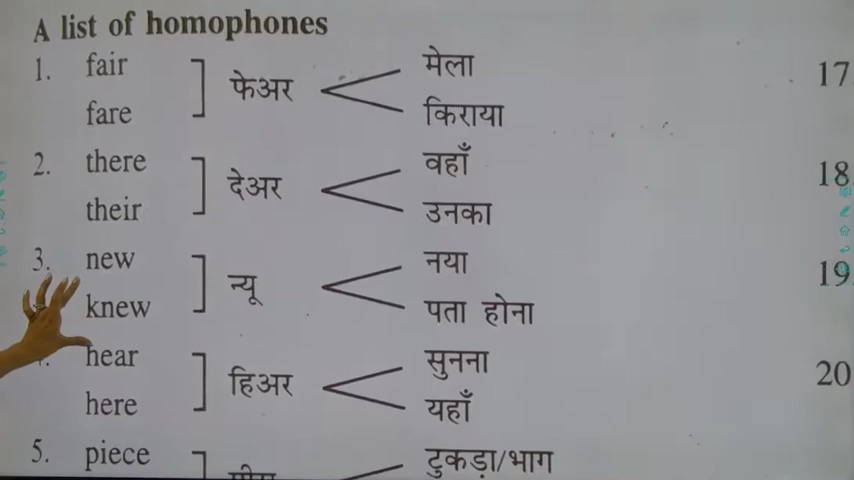 A list of homophones
1. fair
फेअर मेला 17
fare किराया
2. there
देअर वहाँ 18
their उनका
3. new
न्यू नया 19
knew पता होना
hear
हिअर सुनना 20
here यहाँ
5. piece टुकड़ा/भाग